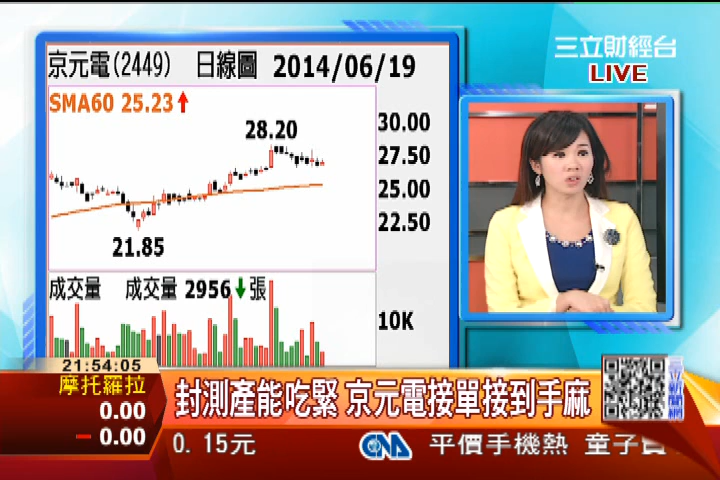 京元電(2449) 日線圖 2014/06/19
SMA60 25.23
28.20
21.85
30.00
27.50
25.00
22.50
成交量 成交量 2956 張
10K
三立財經台
LIVE
21:54:05
摩托羅拉
0.00
0.00
封測產能吃緊 京元電接單接到手麻
0.15元
CNA 平價手機熱 童子